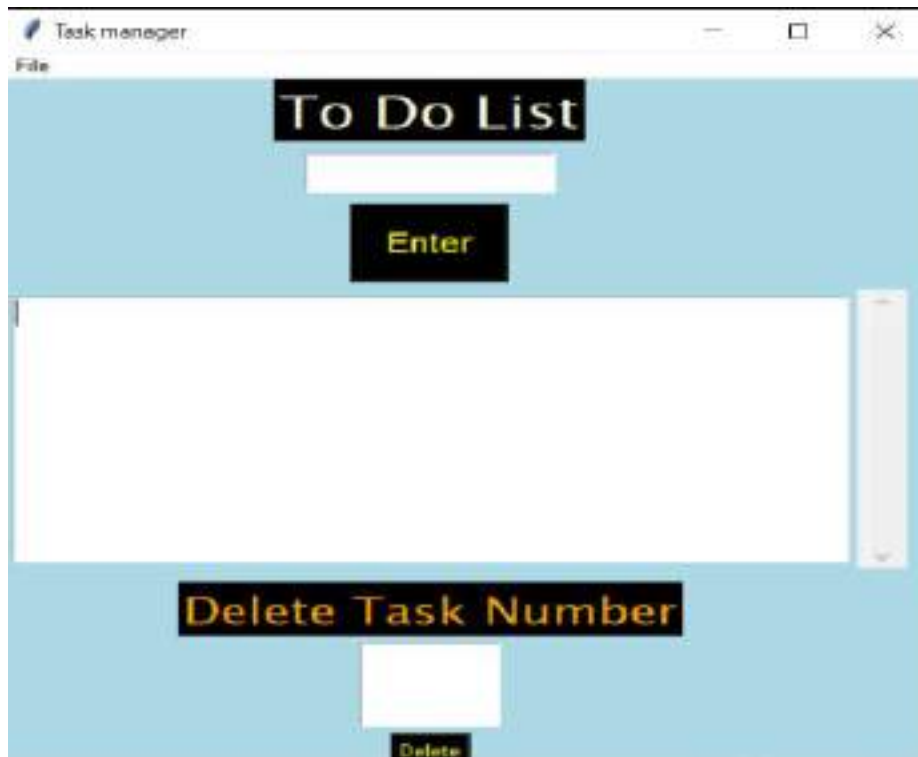 Task manager
File
To Do List
Enter
Delete Task Number
Delete